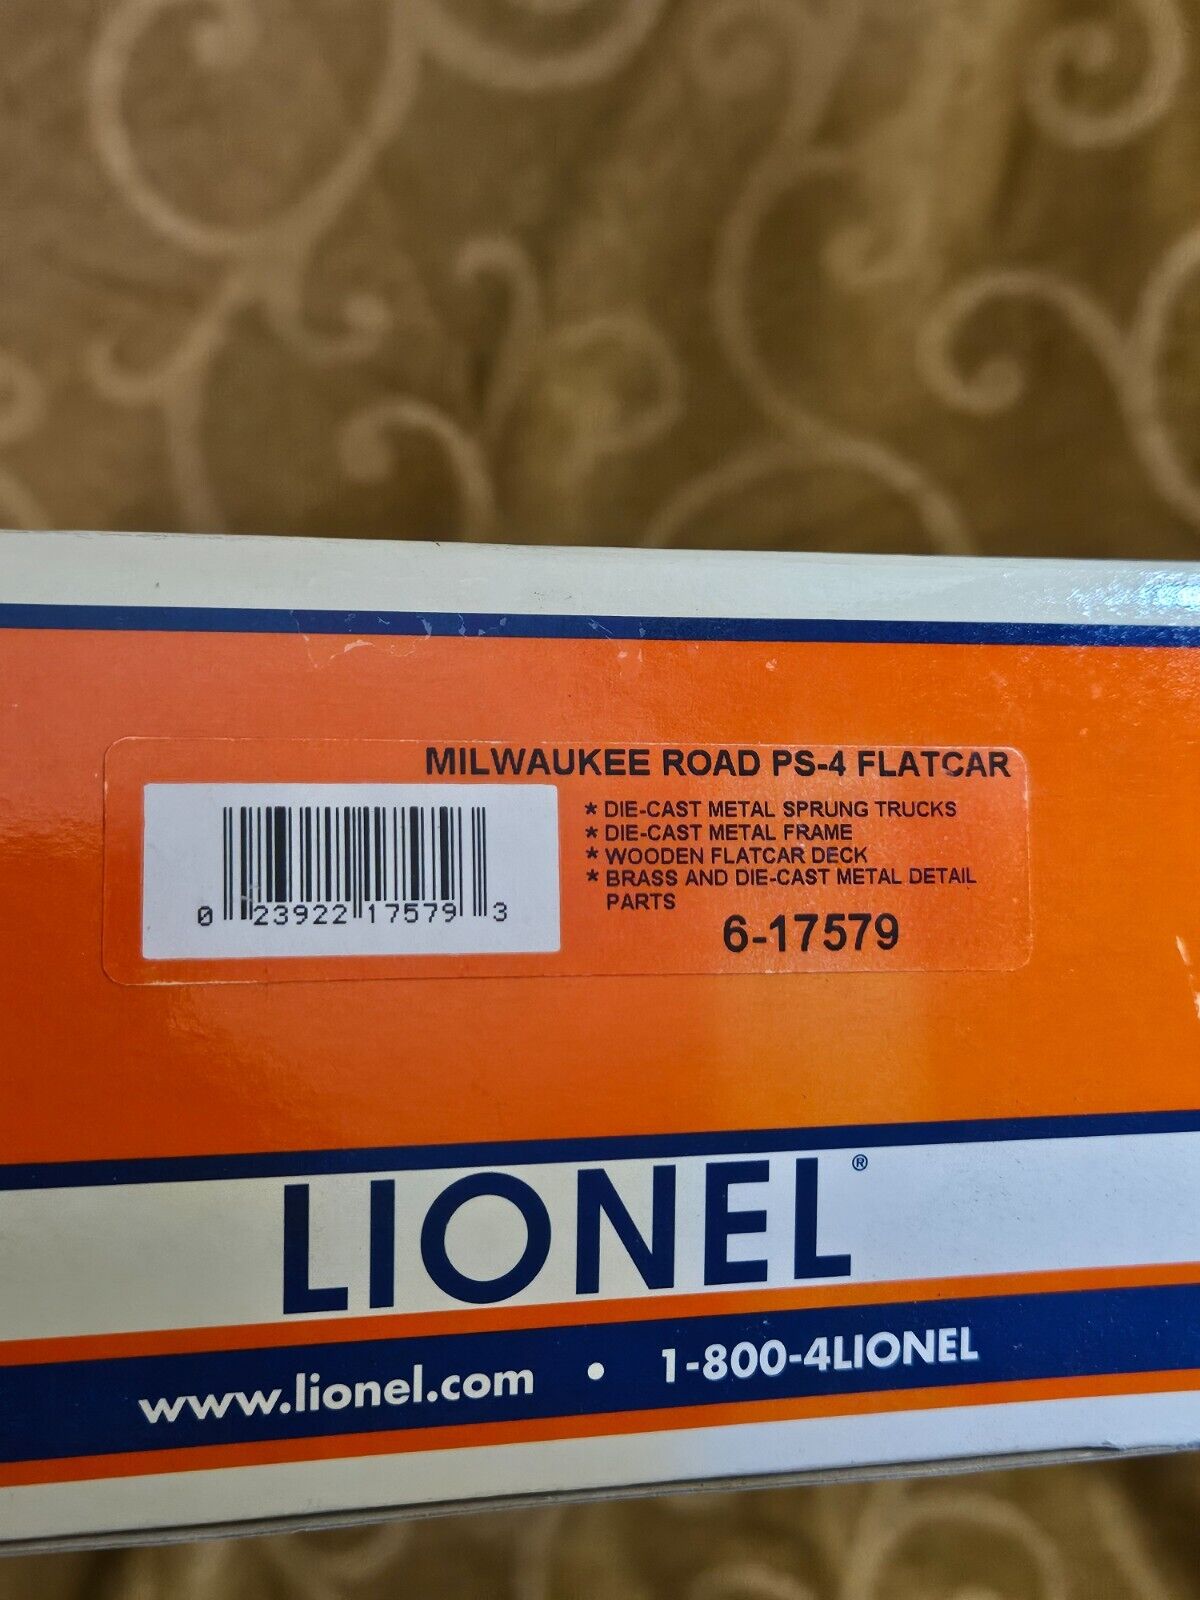 MILWAUKEE ROAD PS-4 FLATCAR
* DIE-CAST METAL SPRUNG TRUCKS
* DIE-CAST METAL FRAME
* WOODEN FLATCAR DECK
* BRASS AND DIE-CAST METAL DETAIL
PARTS
0 23922 17579 3
6-17579
LIONEL®
www.lionel.com • 1-800-4LIONEL